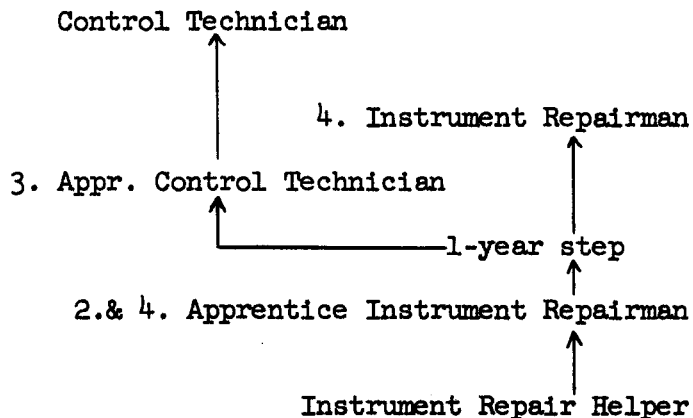 Control Technician
4. Instrument Repairman
3. Appr. Control Technician
1-year step
2.& 4. Apprentice Instrument Repairman
Instrument Repair Helper